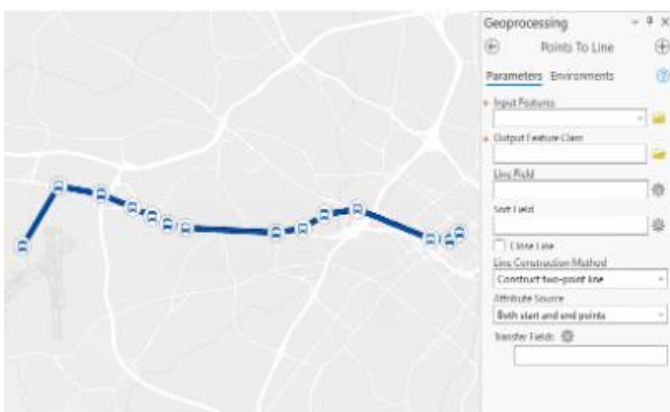 Geoprocessing
Points To Line
Parameters Environments
Input Features
Output Feature Class
Line Field
Sort Field
Close Line
Line Construction Method
Construct two-point line
Attribute Source
Both start and end points
Transfer Fields